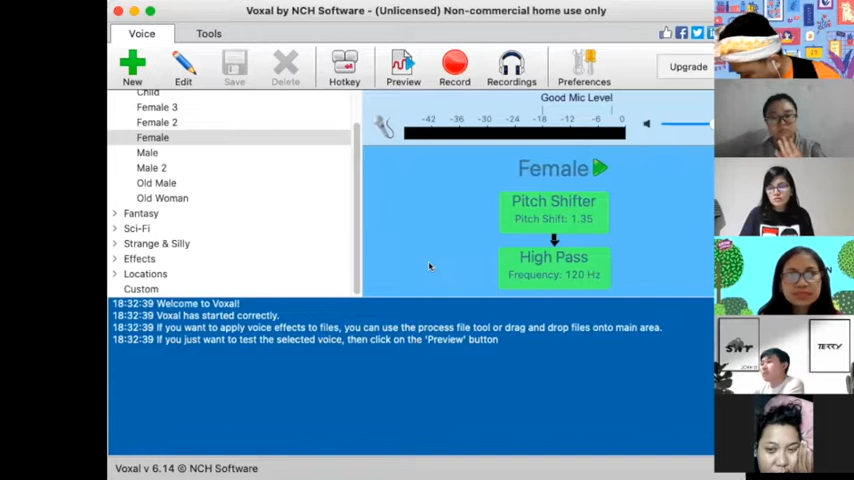 Voxal by NCH Software - (Unlicensed) Non-commercial home use only
Voice
Tools
New
Edit
Save
Delete
Hotkey
Preview
Record
Recordings
Preferences
Upgrade
Child
Female 3
Female 2
Female
Male
Male 2
Old Male
Old Woman
Fantasy
Sci-Fi
Strange & Silly
Effects
Locations
Custom
Good Mic Level
-42 -36 -30 -24 -18 -12 -6 0
Female
Pitch Shifter
Pitch Shift: 1.35
High Pass
Frequency: 120 Hz
18:32:39 Welcome to Voxal!
18:32:39 Voxal has started correctly.
18:32:39 If you want to apply voice effects to files, you can use the process file tool or drag and drop files onto main area.
18:32:39 If you just want to test the selected voice, then click on the 'Preview' button
Voxal v 6.14 © NCH Software
SNT
TERRY